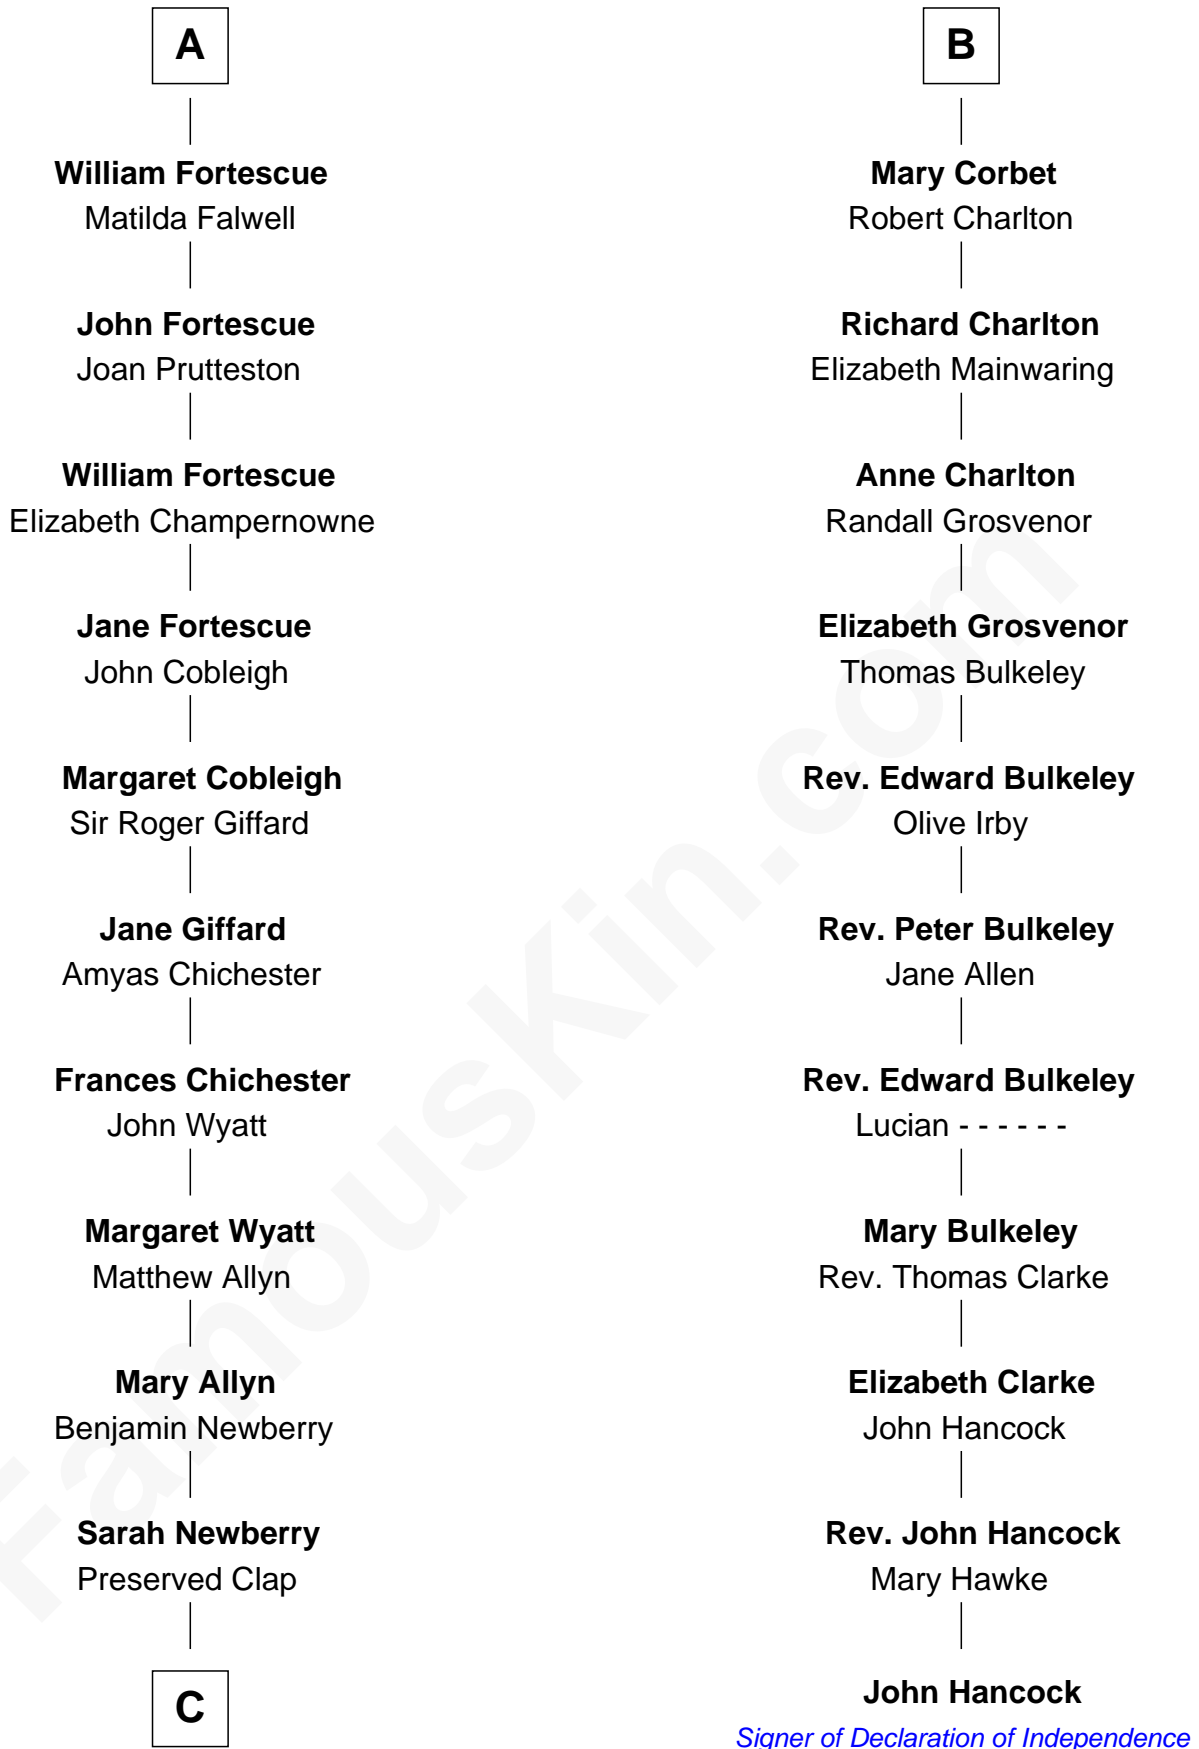 A
William Fortescue
Matilda Falwell
John Fortescue
Joan Prutteston
William Fortescue
Elizabeth Champernowne
Jane Fortescue
John Cobleigh
Margaret Cobleigh
Sir Roger Giffard
Jane Giffard
Amyas Chichester
Frances Chichester
John Wyatt
Margaret Wyatt
Matthew Allyn
Mary Allyn
Benjamin Newberry
Sarah Newberry
Preserved Clap
C
B
Mary Corbet
Robert Charlton
Richard Charlton
Elizabeth Mainwaring
Anne Charlton
Randall Grosvenor
Elizabeth Grosvenor
Thomas Bulkeley
Rev. Edward Bulkeley
Olive Irby
Rev. Peter Bulkeley
Jane Allen
Rev. Edward Bulkeley
Lucian - - - - - -
Mary Bulkeley
Rev. Thomas Clarke
Elizabeth Clarke
John Hancock
Rev. John Hancock
Mary Hawke
John Hancock
Signer of Declaration of Independence
FamousKin.com